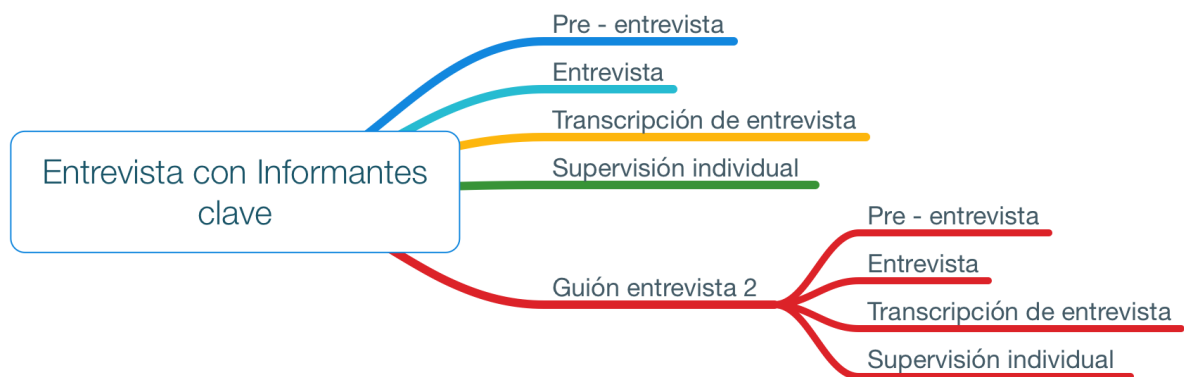 Entrevista con Informantes
clave
Pre - entrevista
Entrevista
Transcripción de entrevista
Supervisión individual
Guión entrevista 2
Pre - entrevista
Entrevista
Transcripción de entrevista
Supervisión individual